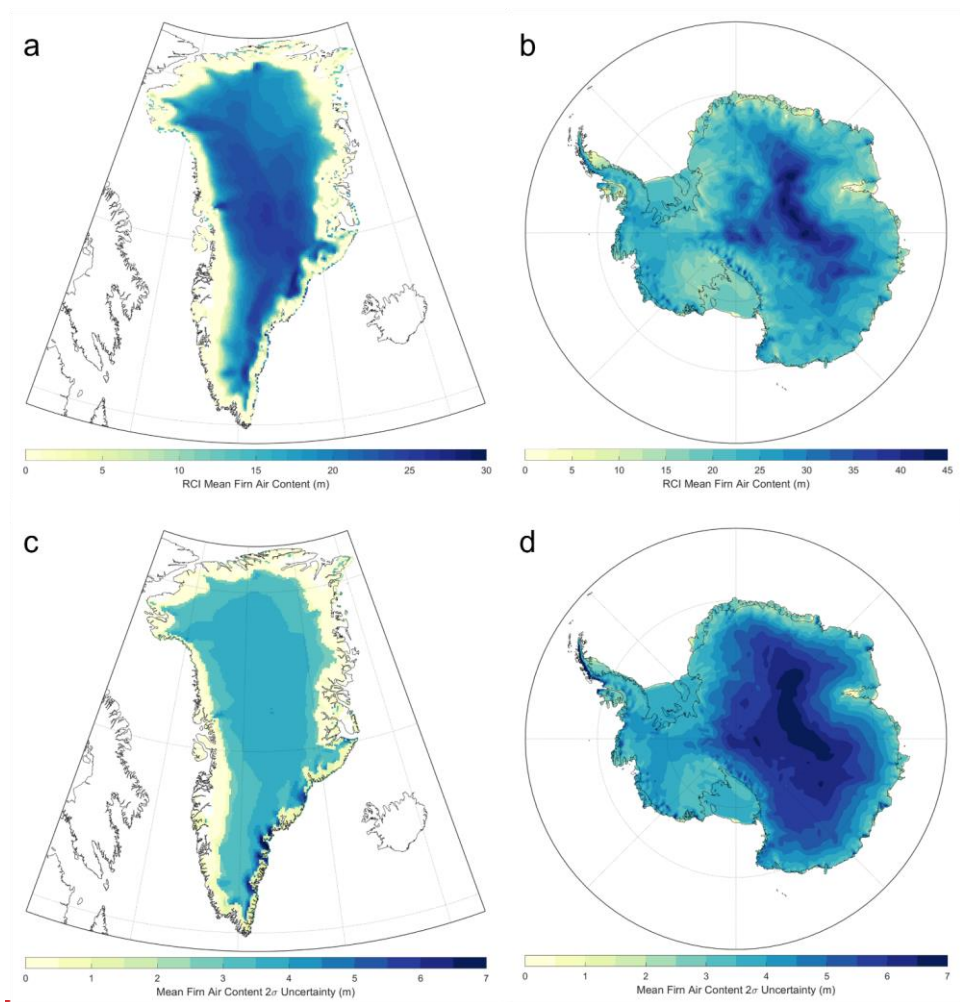 a
b
0 5 10 15 20 25 30
RCI Mean Firn Air Content (m)
0 5 10 15 20 25 30 35 40 45
RCI Mean Firn Air Content (m)
c
d
0 1 2 3 4 5 6 7
Mean Firn Air Content 2σ Uncertainty (m)
0 1 2 3 4 5 6 7
Mean Firn Air Content 2σ Uncertainty (m)